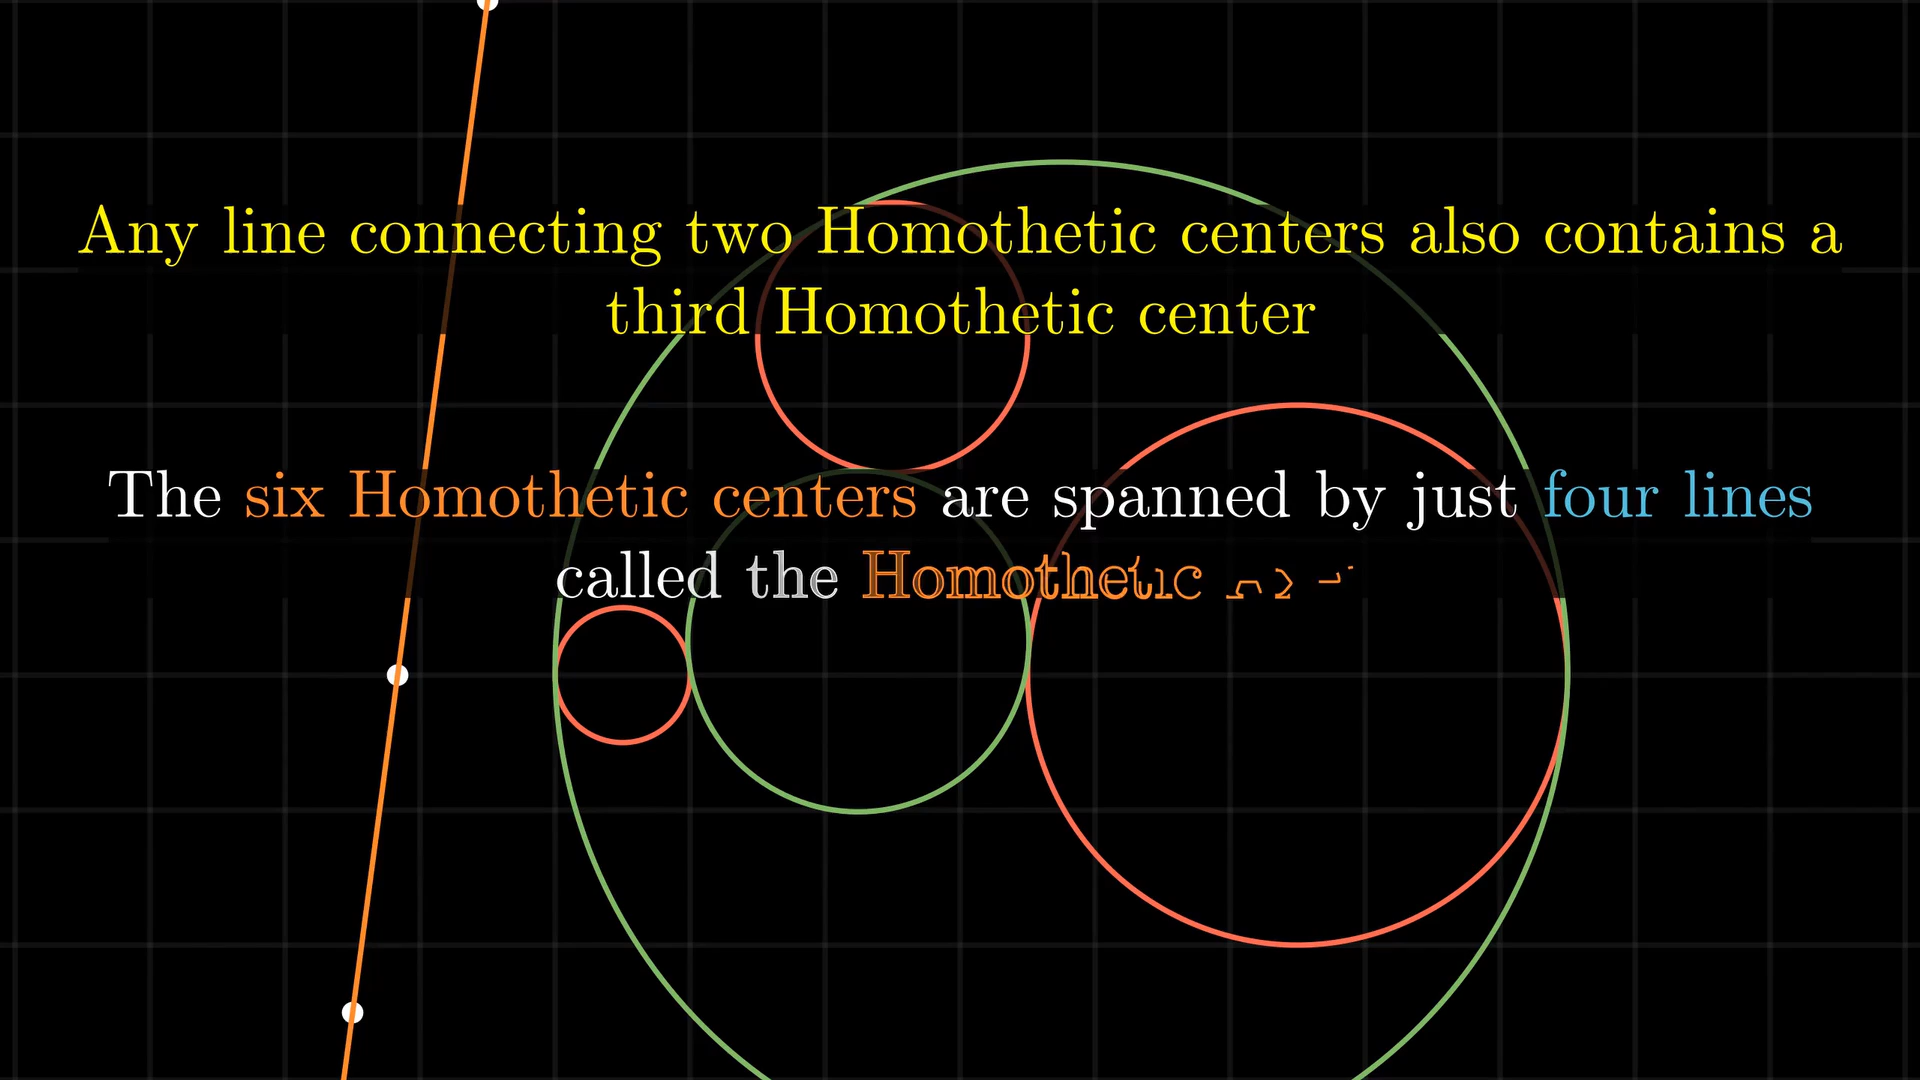 Any line connecting two Homothetic centers also contains a
third Homothetic center
The six Homothetic centers are spanned by just four lines
called the Homothetic